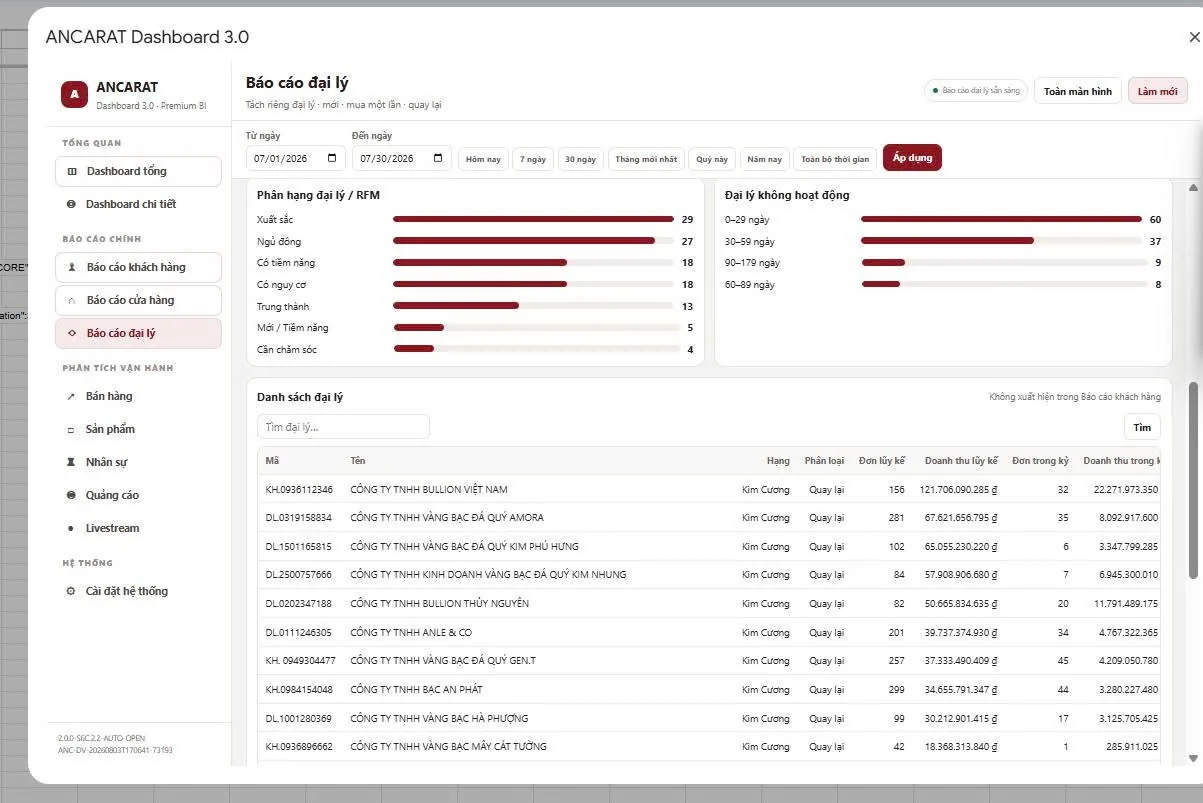 ANCARAT Dashboard 3.0
×
A
ANCARAT
Dashboard 3.0 · Premium BI
TỔNG QUAN
Dashboard tổng
Dashboard chi tiết
BÁO CÁO CHÍNH
Báo cáo khách hàng
Báo cáo cửa hàng
Báo cáo đại lý
PHÂN TÍCH VẬN HÀNH
Bán hàng
Sản phẩm
Nhân sự
Quảng cáo
Livestream
HỆ THỐNG
Cài đặt hệ thống
2.0.0-S6C.2.2-AUTO-OPEN
ANC-DV-20260803T170641-73193
CORE"
ation":
Báo cáo đại lý
Tách riêng đại lý · mới · mua một lần · quay lại
Báo cáo đại lý sẵn sàng
Toàn màn hình
Làm mới
Từ ngày
Đến ngày
07/01/2026
07/30/2026
Hôm nay
7 ngày
30 ngày
Tháng mới nhất
Quý này
Năm nay
Toàn bộ thời gian
Áp dụng
Phân hạng đại lý / RFM
Xuất sắc 29
Ngủ đông 27
Có tiềm năng 18
Có nguy cơ 18
Trung thành 13
Mới / Tiềm năng 5
Cần chăm sóc 4
Đại lý không hoạt động
0–29 ngày 60
30–59 ngày 37
90–179 ngày 9
60–89 ngày 8
Danh sách đại lý
Không xuất hiện trong Báo cáo khách hàng
Tìm đại lý...
Tìm
Mã Tên Hạng Phân loại Đơn lũy kế Doanh thu lũy kế Đơn trong kỳ Doanh thu trong k
KH.0936112346 CÔNG TY TNHH BULLION VIỆT NAM Kim Cương Quay lại 156 121.706.090.285 ₫ 32 22.271.973.350
DL.0319158834 CÔNG TY TNHH VÀNG BẠC ĐÁ QUÝ AMORA Kim Cương Quay lại 281 67.621.656.795 ₫ 35 8.092.917.600
DL.1501165815 CÔNG TY TNHH VÀNG BẠC ĐÁ QUÝ KIM PHÚ HƯNG Kim Cương Quay lại 102 65.055.230.220 ₫ 6 3.347.799.285
DL.2500757666 CÔNG TY TNHH KINH DOANH VÀNG BẠC ĐÁ QUÝ KIM NHUNG Kim Cương Quay lại 84 57.908.906.680 ₫ 7 6.945.300.010
DL.0202347188 CÔNG TY TNHH BULLION THỦY NGUYÊN Kim Cương Quay lại 82 50.665.834.635 ₫ 20 11.791.489.175
DL.0111246305 CÔNG TY TNHH ANLE & CO Kim Cương Quay lại 201 39.737.374.930 ₫ 34 4.767.322.365
KH. 0949304477 CÔNG TY TNHH VÀNG BẠC ĐÁ QUÝ GEN.T Kim Cương Quay lại 257 37.333.490.409 ₫ 45 4.209.050.780
KH.0984154048 CÔNG TY TNHH BẠC AN PHÁT Kim Cương Quay lại 299 34.655.791.347 ₫ 44 3.280.227.480
DL.1001280369 CÔNG TY TNHH VÀNG BẠC HÀ PHƯỢNG Kim Cương Quay lại 99 30.212.901.415 ₫ 17 3.125.705.425
KH.0936896662 CÔNG TY TNHH VÀNG BẠC MÂY CÁT TƯỜNG Kim Cương Quay lại 42 18.368.313.840 ₫ 1 285.911.025